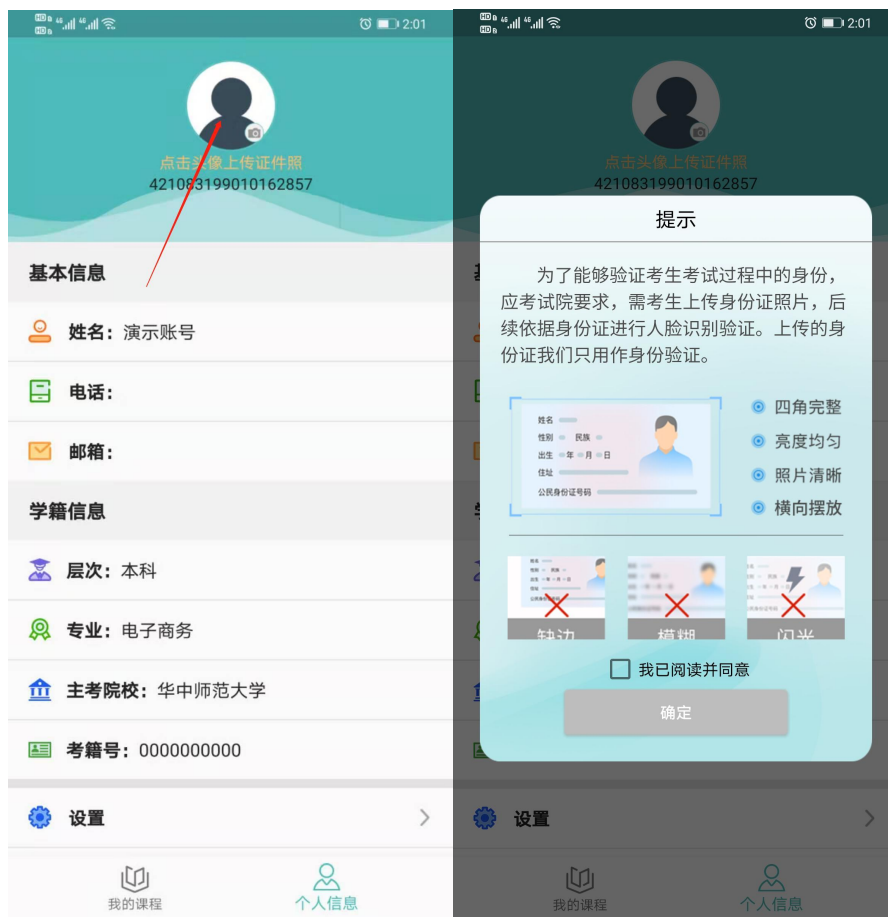 HD 46 46 2:01
HD
点击头像上传证件照
421083199010162857
基本信息
姓名：演示账号
电话：
邮箱：
学籍信息
层次：本科
专业：电子商务
主考院校：华中师范大学
考籍号：0000000000
设置
我的课程
个人信息
HD 46 46 2:01
HD
点击头像上传证件照
421083199010162857
提示
为了能够验证考生考试过程中的身份，
应考试院要求，需考生上传身份证照片，后
续依据身份证进行人脸识别验证。上传的身
份证我们只用作身份验证。
姓名
性别 民族
出生 年 月 日
住址
公民身份证号码
四角完整
亮度均匀
照片清晰
横向摆放
缺边
模糊
闪光
我已阅读并同意
确定
设置
我的课程
个人信息